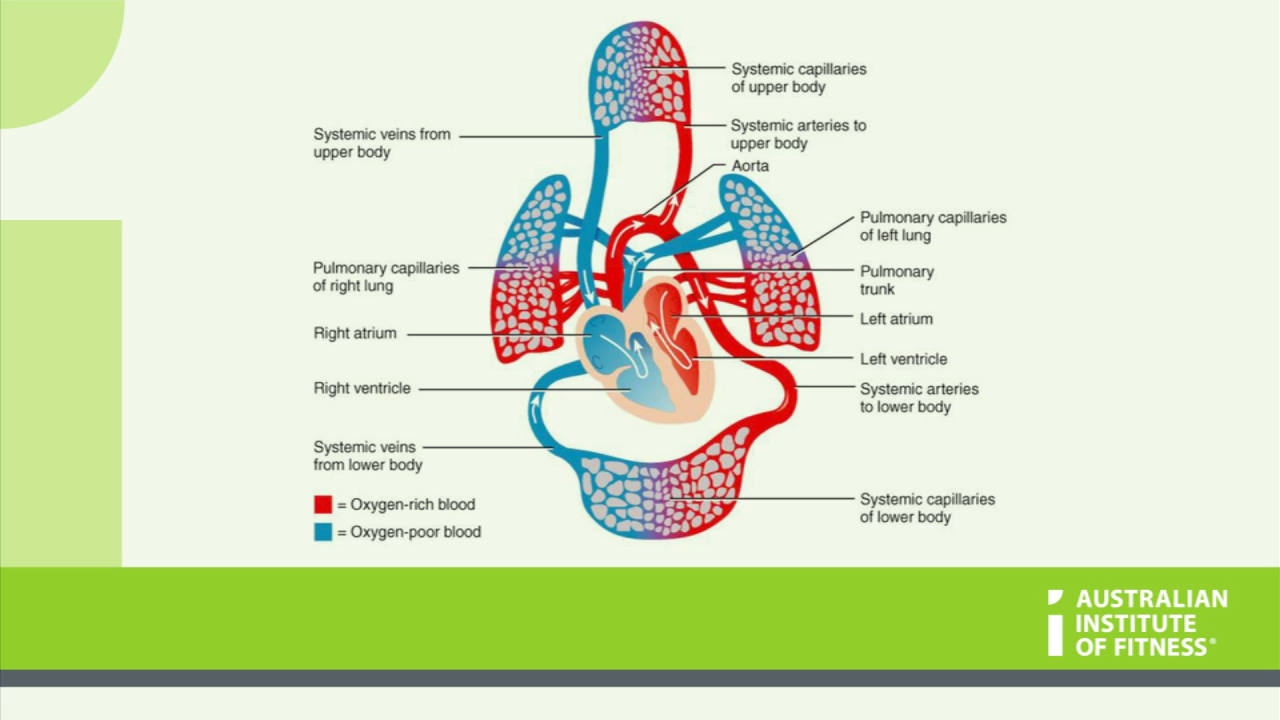 Systemic capillaries
of upper body
Systemic veins from
upper body
Systemic arteries to
upper body
Aorta
Pulmonary capillaries
of left lung
Pulmonary capillaries
of right lung
Pulmonary
trunk
Right atrium
Left atrium
Left ventricle
Right ventricle
Systemic arteries
to lower body
Systemic veins
from lower body
Systemic capillaries
of lower body
= Oxygen-rich blood
= Oxygen-poor blood
AUSTRALIAN
INSTITUTE
OF FITNESS®